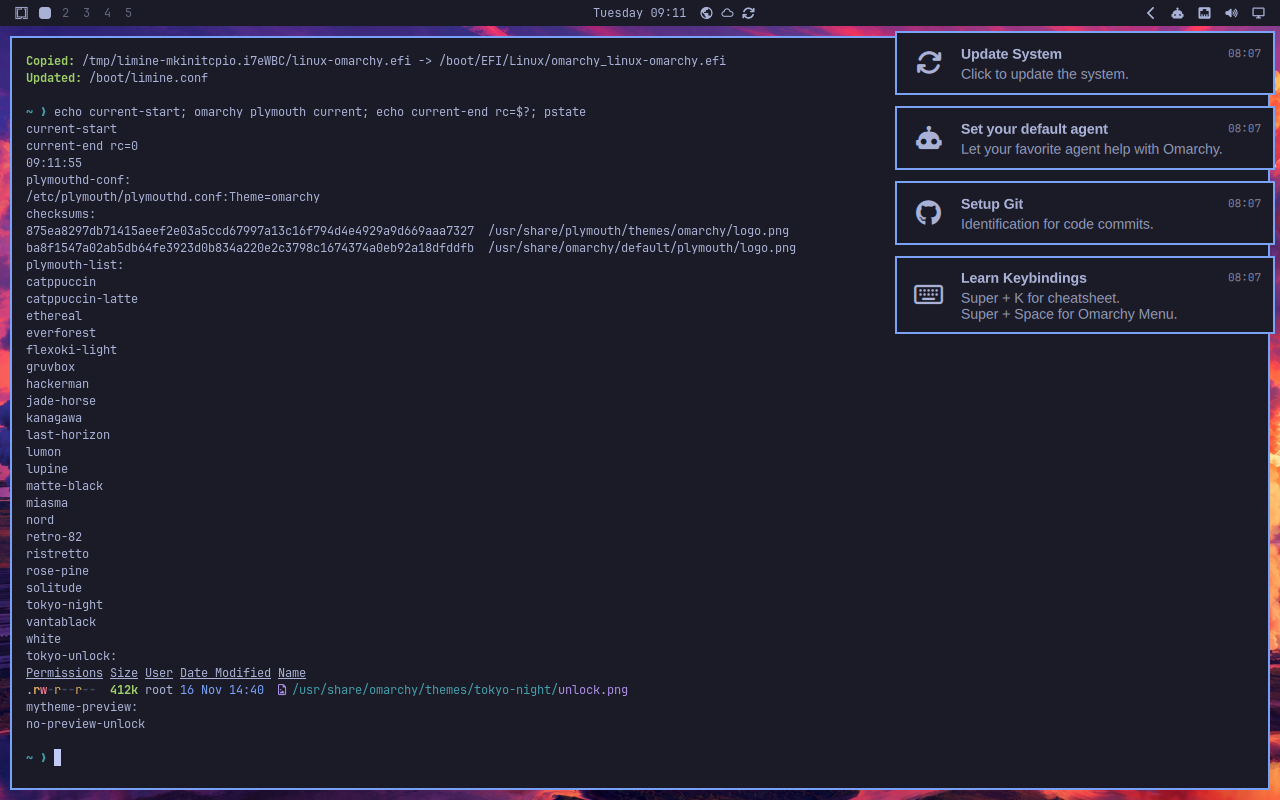 2 3 4 5
Tuesday 09:11
Copied: /tmp/limine-mkinitcpio.i7eWBC/linux-omarchy.efi -> /boot/EFI/Linux/omarchy_linux-omarchy.efi
Updated: /boot/limine.conf
~ ❯ echo current-start; omarchy plymouth current; echo current-end rc=$?; pstate
current-start
current-end rc=0
09:11:55
plymouthd-conf:
/etc/plymouth/plymouthd.conf:Theme=omarchy
checksums:
875ea8297db71415aeef2e03a5ccd67997a13c16f794d4e4929a9d669aaa7327  /usr/share/plymouth/themes/omarchy/logo.png
ba8f1547a02ab5db64fe3923d0b834a220e2c3798c1674374a0eb92a18dfddfb  /usr/share/omarchy/default/plymouth/logo.png
plymouth-list:
catppuccin
catppuccin-latte
ethereal
everforest
flexoki-light
gruvbox
hackerman
jade-horse
kanagawa
last-horizon
lumon
lupine
matte-black
miasma
nord
retro-82
ristretto
rose-pine
solitude
tokyo-night
vantablack
white
tokyo-unlock:
Permissions Size User Date Modified Name
.rw-r--r--  412k root 16 Nov 14:40  /usr/share/omarchy/themes/tokyo-night/unlock.png
mytheme-preview:
no-preview-unlock
~ ❯
Update System 08:07
Click to update the system.
Set your default agent 08:07
Let your favorite agent help with Omarchy.
Setup Git 08:07
Identification for code commits.
Learn Keybindings 08:07
Super + K for cheatsheet.
Super + Space for Omarchy Menu.